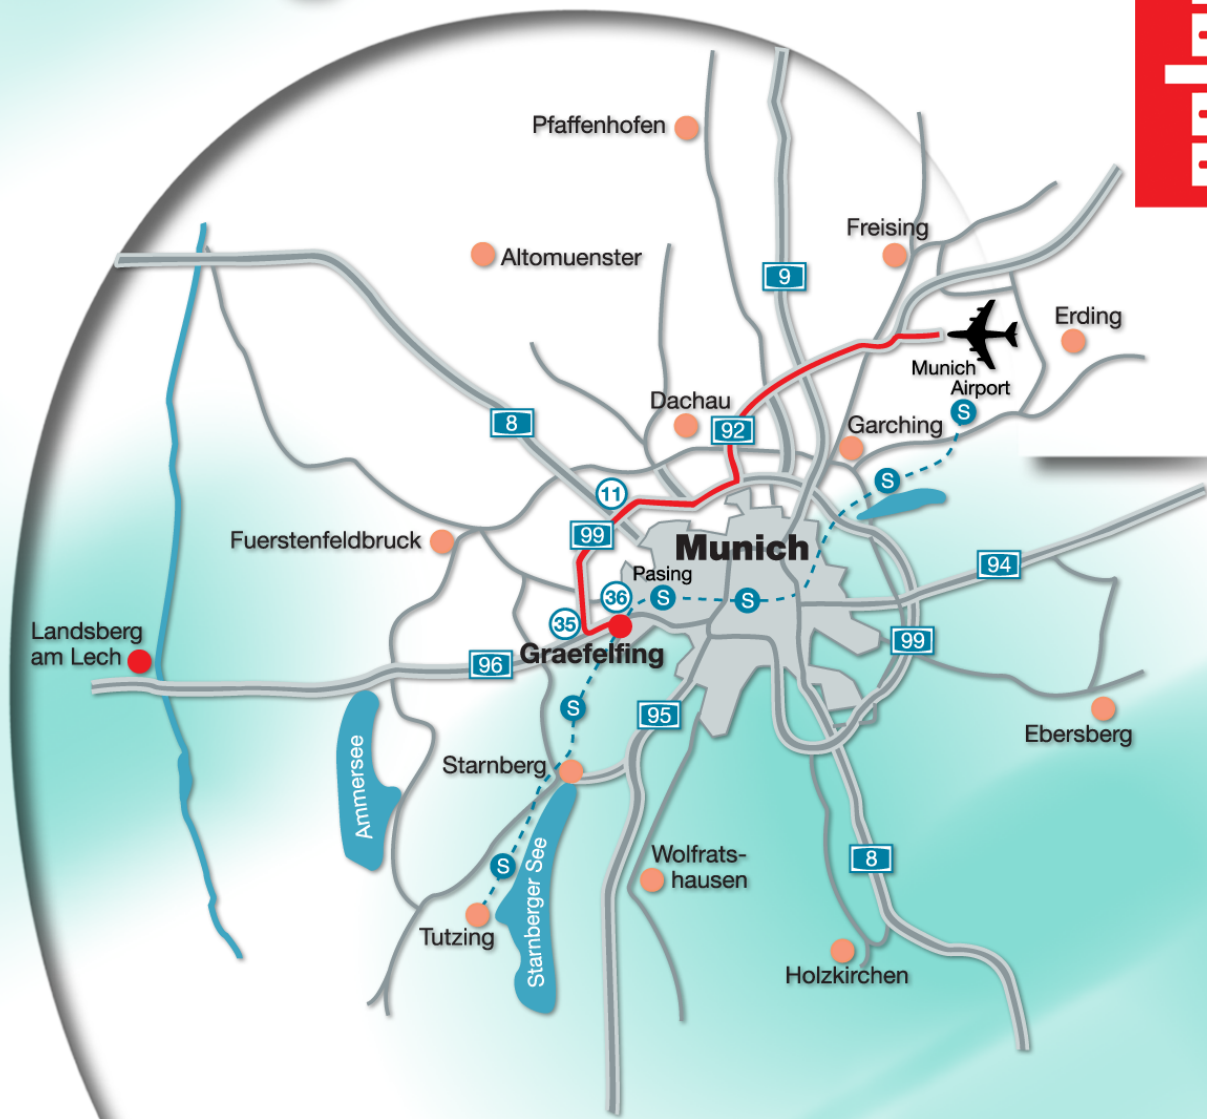 Pfaffenhofen
Freising
Altomuenster
9
Erding
Munich
Airport
Dachau
S
8
92
Garching
S
11
99
Fuerstenfeldbruck
Munich
94
Pasing
36
S
S
35
Landsberg
am Lech
Graefelfing
99
96
S
95
Ebersberg
Starnberg
Ammersee
Wolfrats-
hausen
8
S
Starnberger See
Tutzing
Holzkirchen